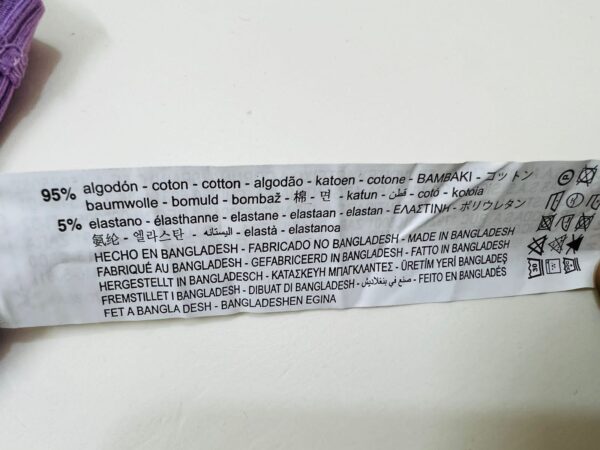 95% algodón - coton - cotton - algodão - katoen - cotone - ΒΑΜΒΑΚΙ - コットン
baumwolle - bomuld - bombaž - 棉 - 면 - katun - قطن - cotó - kotoia
5% elastano - élasthanne - elastane - elastaan - elastan - ΕΛΑΣΤΙΝΗ - ポリウレタン
氨纶 - 엘라스탄 - اليستانه - elastà - elastanoa
HECHO EN BANGLADESH - FABRICADO NO BANGLADESH - MADE IN BANGLADESH
FABRIQUÉ AU BANGLADESH - GEFABRICEERD IN BANGLADESH - FATTO IN BANGLADESH
HERGESTELLT IN BANGLADESCH - ΚΑΤΑΣΚΕΥΗ ΜΠΑΓΚΛΑΝΤΕΣ - ÜRETİM YERİ BANGLADEŞ
FREMSTILLET I BANGLADESH - DIBUAT DI BANGLADESH - صنع في بنغلاديش - FEITO EN BANGLADÉS
FET A BANGLA DESH - BANGLADESHEN EGINA